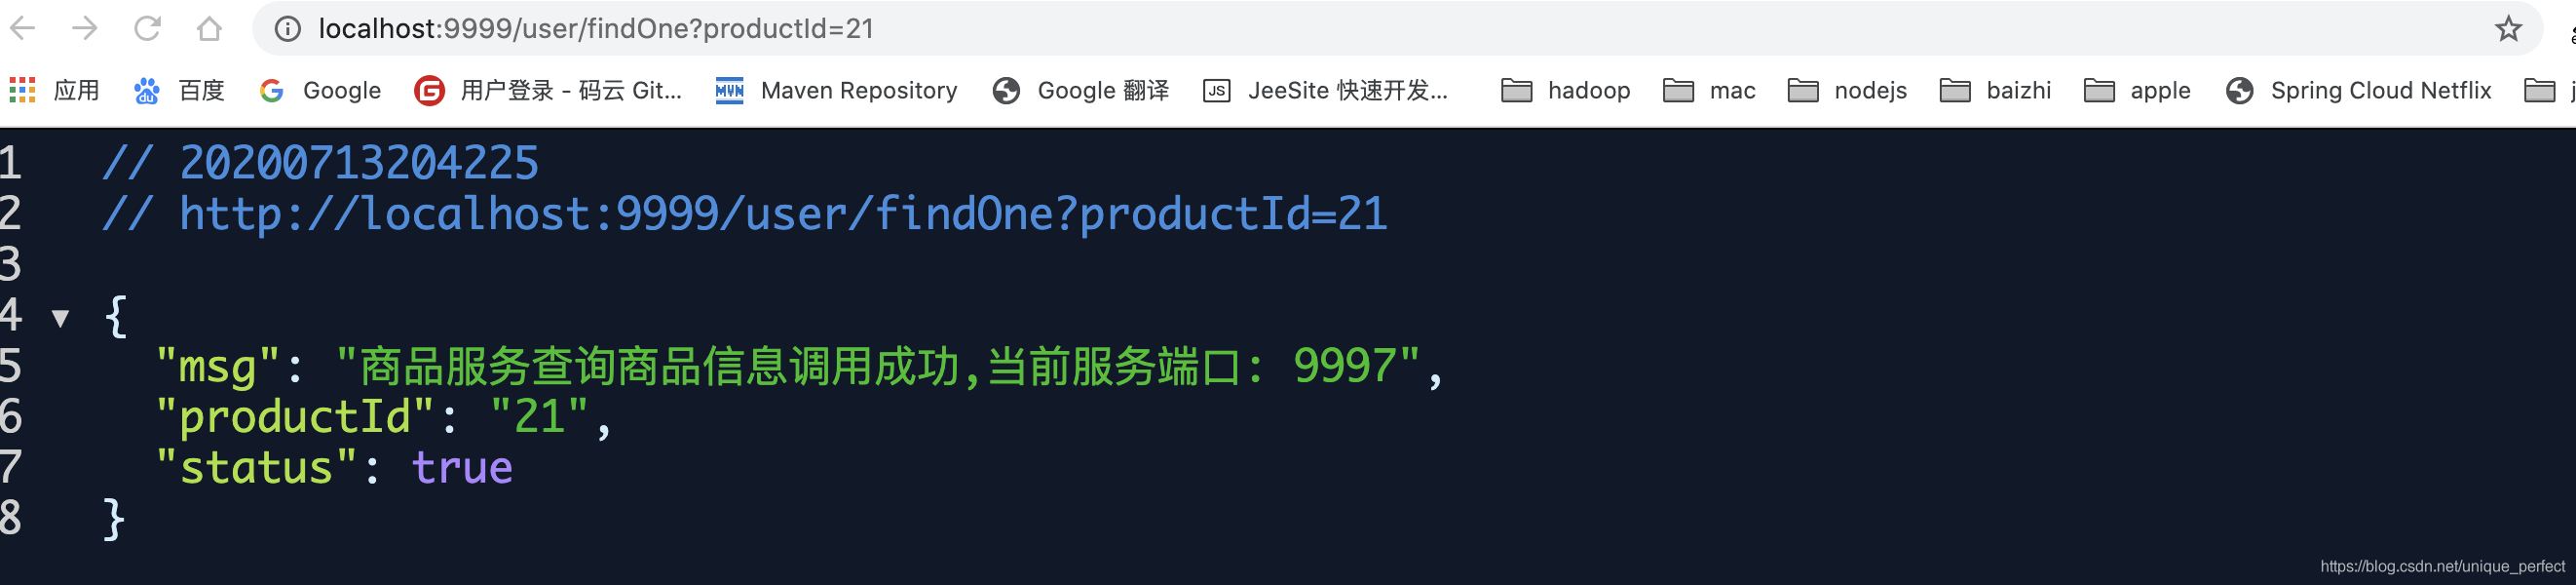 localhost:9999/user/findOne?productId=21
应用 百度 Google 用户登录 - 码云 Git... Maven Repository Google 翻译 JeeSite 快速开发... hadoop mac nodejs baizhi apple Spring Cloud Netflix
1 // 20200713204225
2 // http://localhost:9999/user/findOne?productId=21
3
4 {
5 "msg": "商品服务查询商品信息调用成功,当前服务端口: 9997",
6 "productId": "21",
7 "status": true
8 }
https://blog.csdn.net/unique_perfect